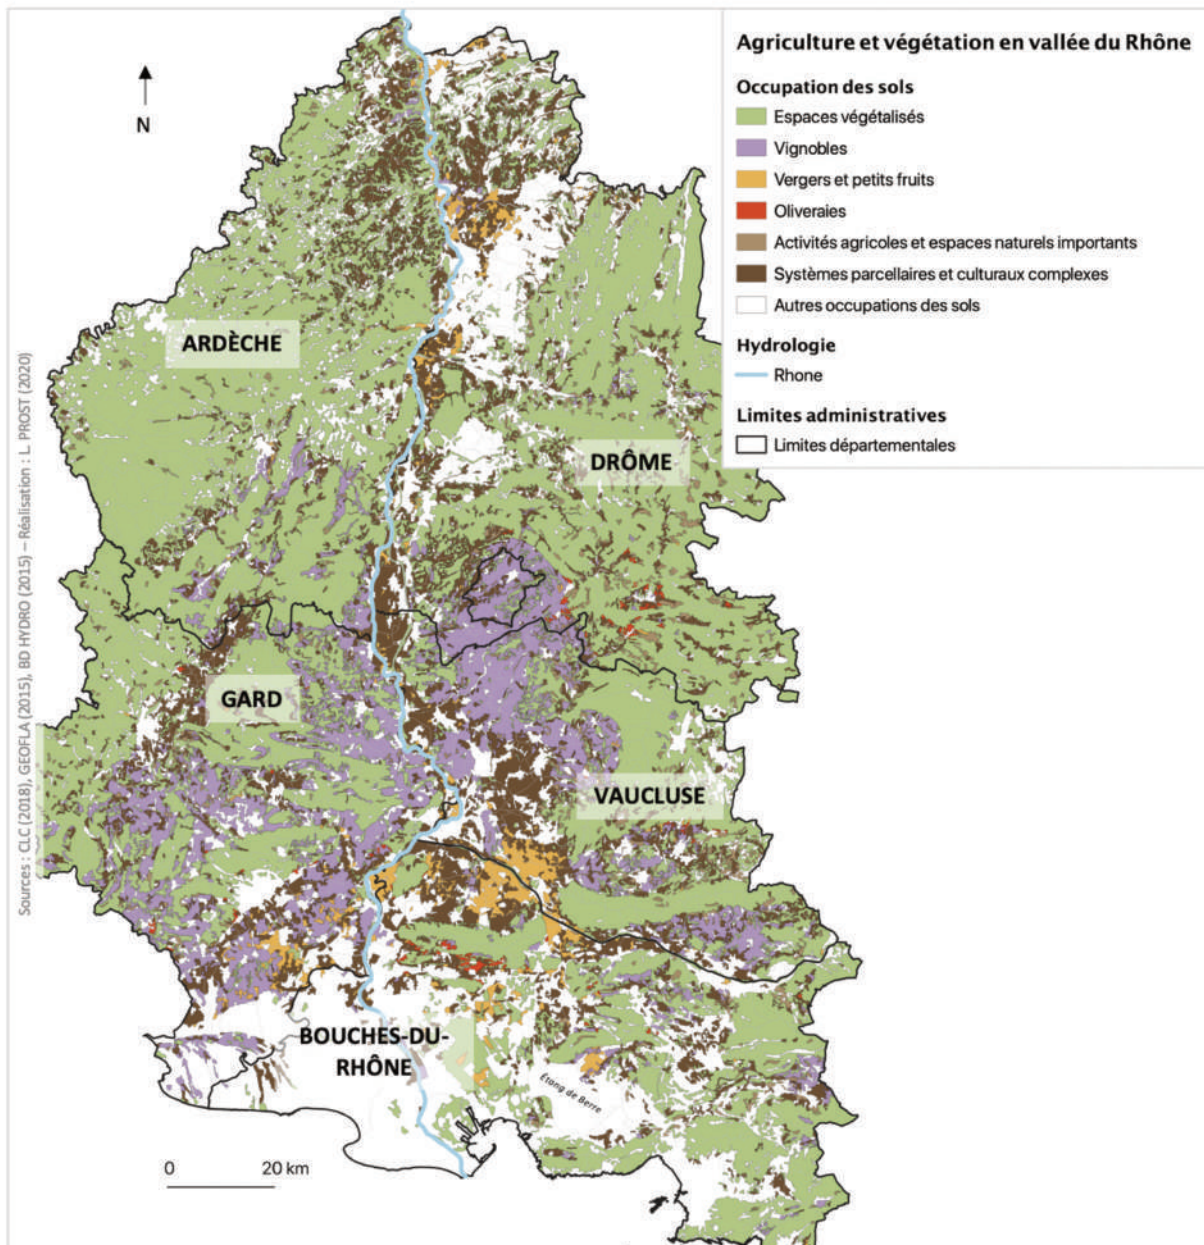 Agriculture et végétation en vallée du Rhône
Occupation des sols
Espaces végétalisés
Vignobles
Vergers et petits fruits
Oliveraies
Activités agricoles et espaces naturels importants
Systèmes parcellaires et culturaux complexes
Autres occupations des sols
Hydrologie
Rhone
Limites administratives
Limites départementales
N
ARDÈCHE
DRÔME
GARD
VAUCLUSE
BOUCHES-DU-
RHÔNE
Étang de Berre
0 20 km
Sources : CLC (2018), GEOFLA (2015), BD HYDRO (2015) – Réalisation : L. PROST (2020)